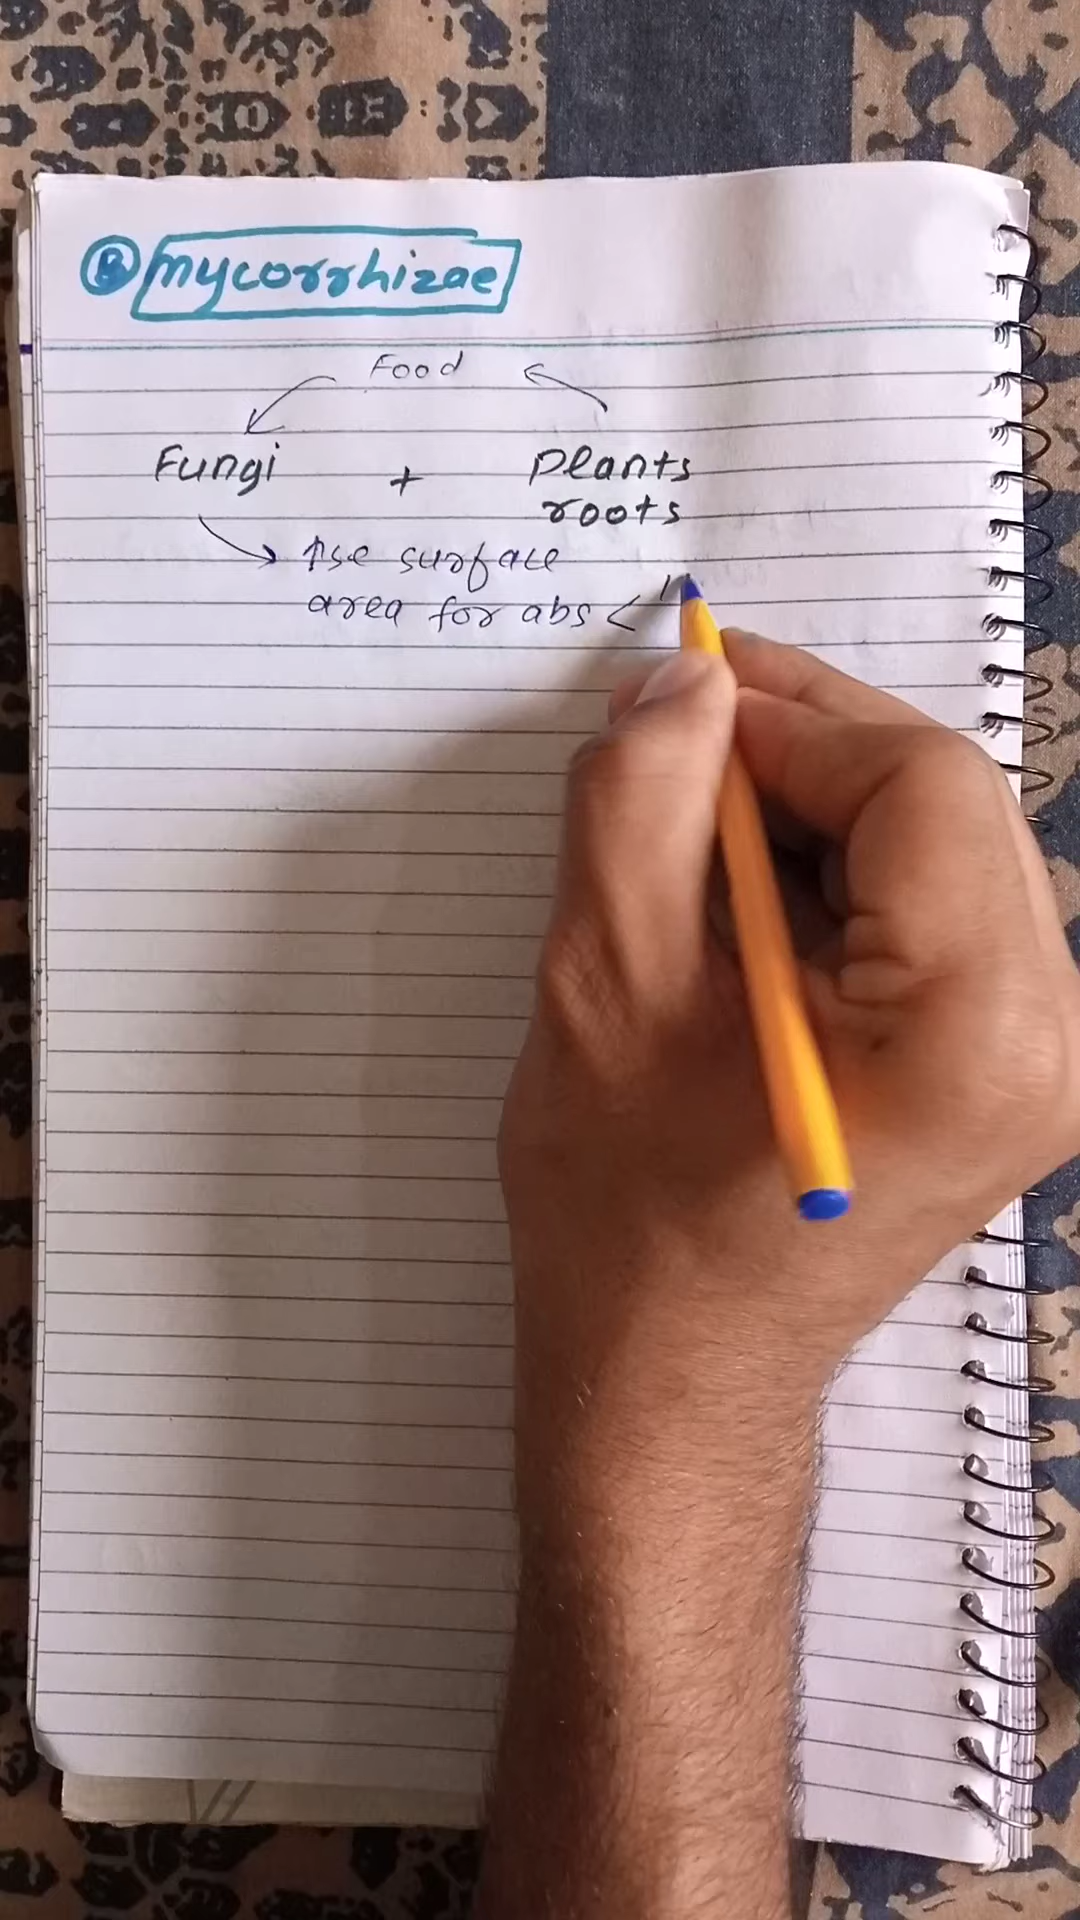 B mycorrhizae
Food
Fungi + Plants
roots
↑se surface
area for abs <